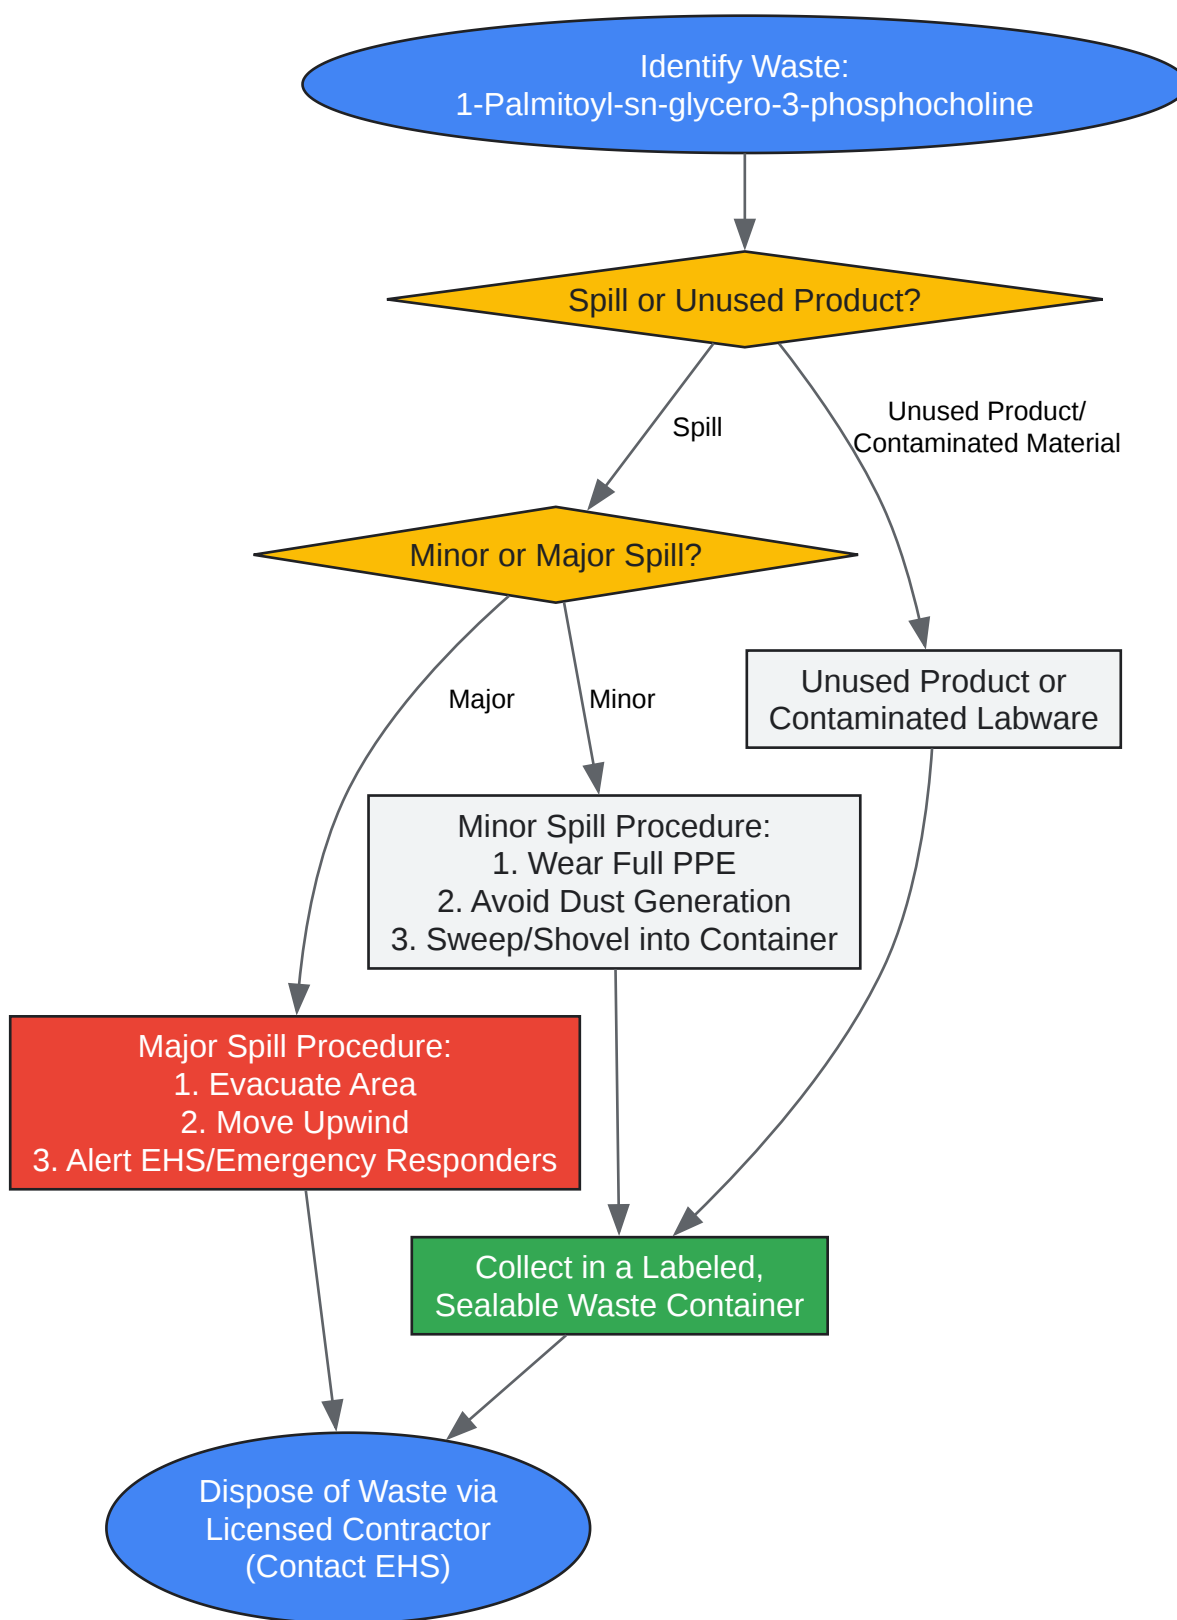 Identify Waste:
1-Palmitoyl-sn-glycero-3-phosphocholine
Spill or Unused Product?
Spill
Unused Product/
Contaminated Material
Minor or Major Spill?
Major
Minor
Unused Product or
Contaminated Labware
Minor Spill Procedure:
1. Wear Full PPE
2. Avoid Dust Generation
3. Sweep/Shovel into Container
Major Spill Procedure:
1. Evacuate Area
2. Move Upwind
3. Alert EHS/Emergency Responders
Collect in a Labeled,
Sealable Waste Container
Dispose of Waste via
Licensed Contractor
(Contact EHS)